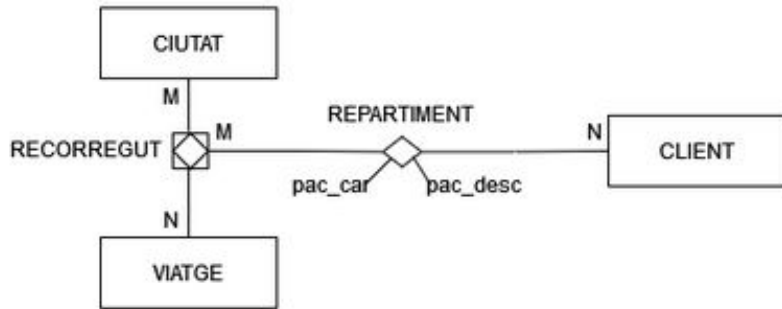 CIUTAT
M
REPARTIMENT
RECORREGUT
M
N
CLIENT
pac_car
pac_desc
N
VIATGE